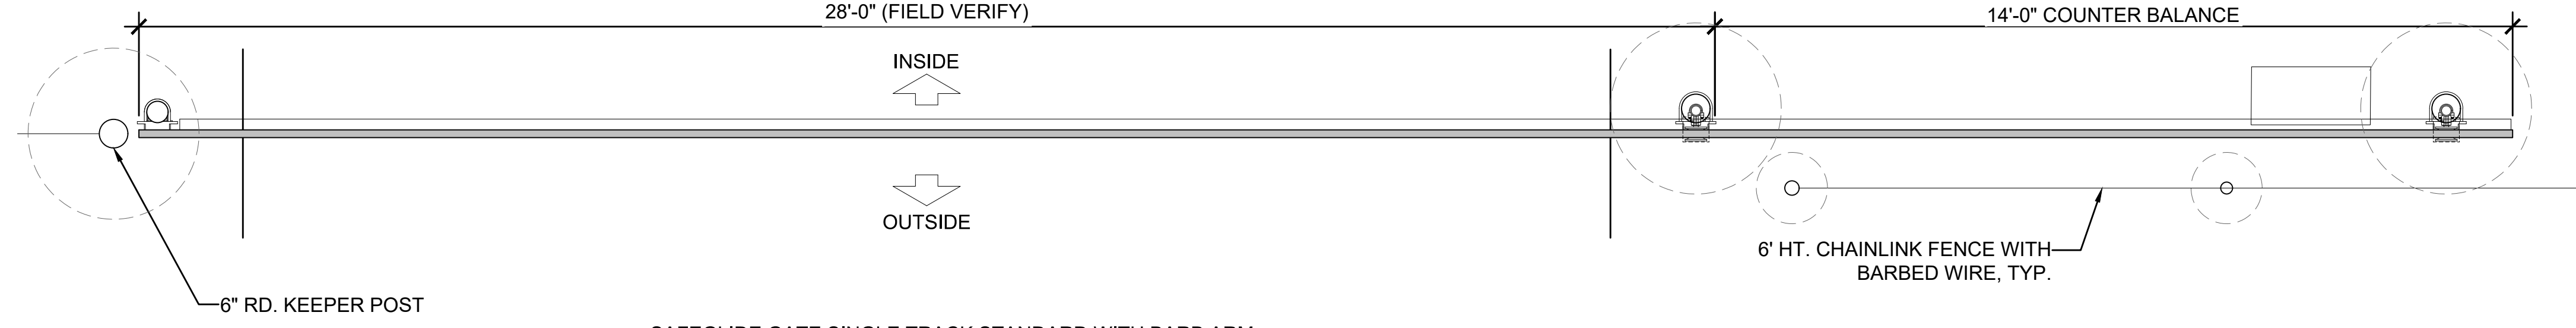 28'-0" (FIELD VERIFY)
14'-0" COUNTER BALANCE
INSIDE
OUTSIDE
6' HT. CHAINLINK FENCE WITH
BARBED WIRE, TYP.
6" RD. KEEPER POST